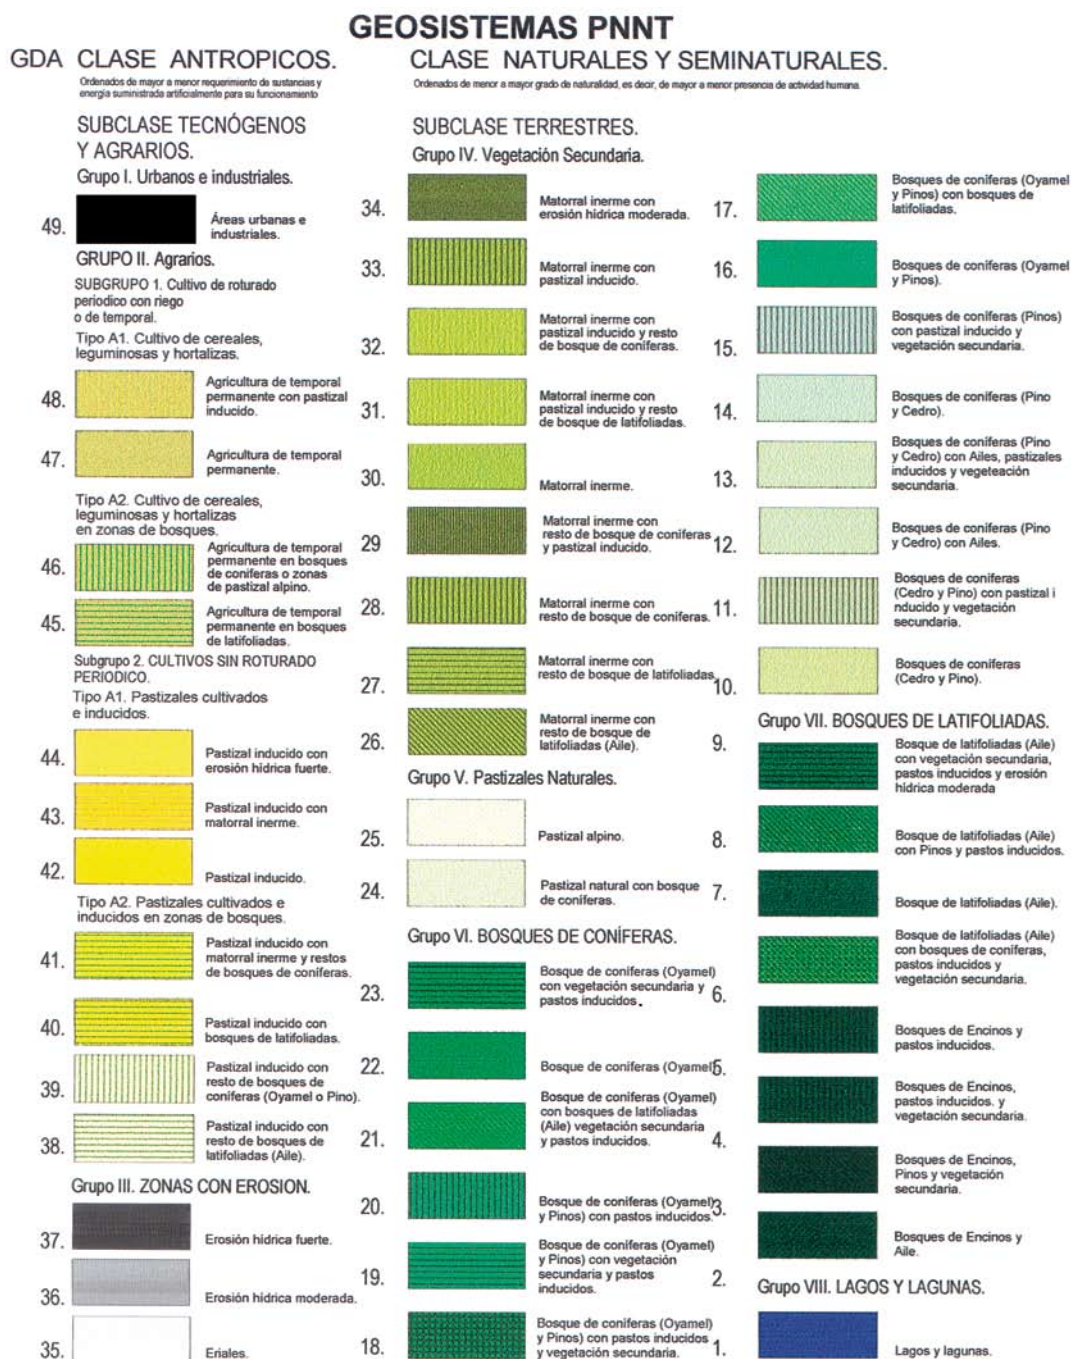 GEOSISTEMAS PNNT
GDA CLASE ANTROPICOS.
Ordenados de mayor a menor requerimiento de sustancias y
energía suministrada artificialmente para su funcionamiento
SUBCLASE TECNÓGENOS
Y AGRARIOS.
Grupo I. Urbanos e industriales.
49.
Áreas urbanas e
industriales.
GRUPO II. Agrarios.
SUBGRUPO 1. Cultivo de roturado
periodico con riego
o de temporal.
Tipo A1. Cultivo de cereales,
leguminosas y hortalizas.
48.
Agricultura de temporal
permanente con pastizal
inducido.
47.
Agricultura de temporal
permanente.
Tipo A2. Cultivo de cereales,
leguminosas y hortalizas
en zonas de bosques.
46.
Agricultura de temporal
permanente en bosques
de coniferas o zonas
de pastizal alpino.
45.
Agricultura de temporal
permanente en bosques
de latifoliadas.
Subgrupo 2. CULTIVOS SIN ROTURADO
PERIODICO.
Tipo A1. Pastizales cultivados
e inducidos.
44.
Pastizal inducido con
erosión hídrica fuerte.
43.
Pastizal inducido con
matorral inerme.
42.
Pastizal inducido.
Tipo A2. Pastizales cultivados e
inducidos en zonas de bosques.
41.
Pastizal inducido con
matorral inerme y restos
de bosques de coníferas.
40.
Pastizal inducido con
bosques de latifoliadas.
39.
Pastizal inducido con
resto de bosques de
coníferas (Oyamel o Pino).
38.
Pastizal inducido con
resto de bosques de
latifoliadas (Aile).
Grupo III. ZONAS CON EROSION.
37.
Erosión hídrica fuerte.
36.
Erosión hídrica moderada.
35.
Eriales.
CLASE NATURALES Y SEMINATURALES.
Ordenados de menor a mayor grado de naturalidad, es decir, de mayor a menor presencia de actividad humana.
SUBCLASE TERRESTRES.
Grupo IV. Vegetación Secundaria.
34.
Matorral inerme con
erosión hídrica moderada.
33.
Matorral inerme con
pastizal inducido.
32.
Matorral inerme con
pastizal inducido y resto
de bosque de coníferas.
31.
Matorral inerme con
pastizal inducido y resto
de bosque de latifoliadas.
30.
Matorral inerme.
29
Matorral inerme con
resto de bosque de coniferas
y pastizal inducido.
28.
Matorral inerme con
resto de bosque de coníferas.
27.
Matorral inerme con
resto de bosque de latifoliadas
26.
Matorral inerme con
resto de bosque de
latifoliadas (Aile).
Grupo V. Pastizales Naturales.
25.
Pastizal alpino.
24.
Pastizal natural con bosque
de coníferas.
Grupo VI. BOSQUES DE CONÍFERAS.
23.
Bosque de coníferas (Oyamel)
con vegetación secundaria y
pastos inducidos.
22.
Bosque de coníferas (Oyamel)
21.
Bosque de coníferas (Oyamel)
con bosques de latifoliadas
(Aile) vegetación secundaria
y pastos inducidos.
20.
Bosque de coníferas (Oyamel)
y Pinos) con pastos inducidos.
19.
Bosque de coníferas (Oyamel)
y Pinos) con vegetación
secundaria y pastos
inducidos.
18.
Bosque de coníferas (Oyamel)
y Pinos) con pastos inducidos
y vegetación secundaria.
17.
Bosques de coníferas (Oyamel
y Pinos) con bosques de
latifoliadas.
16.
Bosques de coníferas (Oyamel
y Pinos).
15.
Bosques de coníferas (Pinos)
con pastizal inducido y
vegetación secundaria.
14.
Bosques de coníferas (Pino
y Cedro).
13.
Bosques de coníferas (Pino
y Cedro) con Ailes, pastizales
inducidos y vegeteación
secundaria.
12.
Bosques de coníferas (Pino
y Cedro) con Ailes.
11.
Bosques de coníferas
(Cedro y Pino) con pastizal i
nducido y vegetación
secundaria.
10.
Bosques de coníferas
(Cedro y Pino).
Grupo VII. BOSQUES DE LATIFOLIADAS.
9.
Bosque de latifoliadas (Aile)
con vegetación secundaria,
pastos inducidos y erosión
hídrica moderada
8.
Bosque de latifoliadas (Aile)
con Pinos y pastos inducidos.
7.
Bosque de latifoliadas (Aile).
6.
Bosque de latifoliadas (Aile)
con bosques de coníferas,
pastos inducidos y
vegetación secundaria.
5.
Bosques de Encinos y
pastos inducidos.
4.
Bosques de Encinos,
pastos inducidos. y
vegetación secundaria.
3.
Bosques de Encinos,
Pinos y vegetación
secundaria.
2.
Bosques de Encinos y
Aile.
Grupo VIII. LAGOS Y LAGUNAS.
1.
Lagos y lagunas.